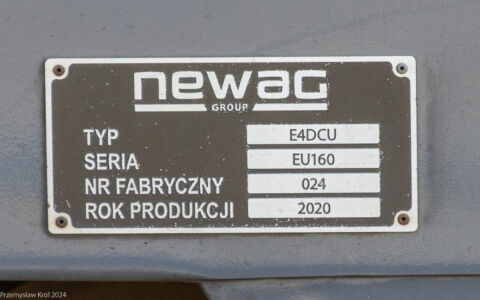 newag
GROUP
TYP E4DCU
SERIA EU160
NR FABRYCZNY 024
ROK PRODUKCJI 2020
Przemysław Król 2024